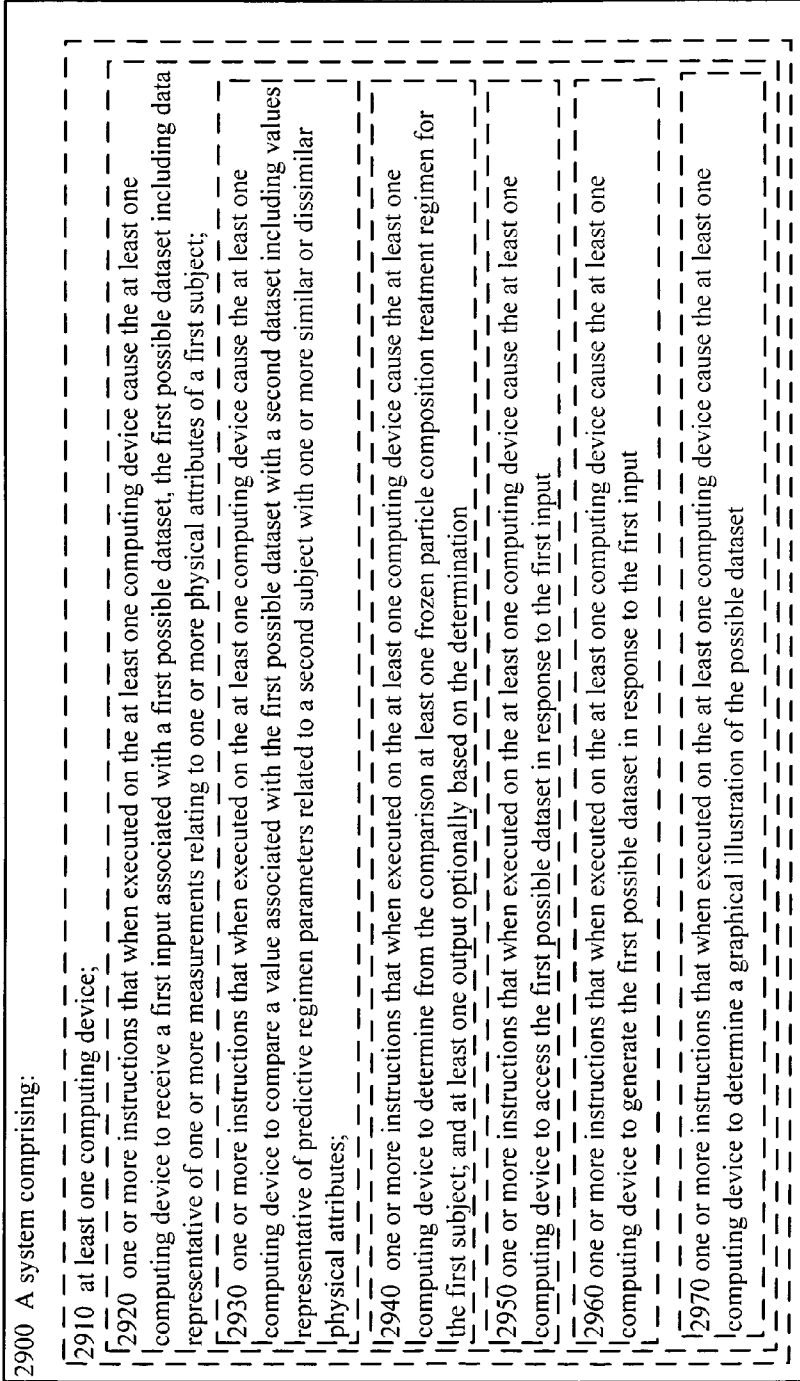 2900 A system comprising:
2910 at least one computing device;
2920 one or more instructions that when executed on the at least one computing device cause the at least one
computing device to receive a first input associated with a first possible dataset, the first possible dataset including data
representative of one or more measurements relating to one or more physical attributes of a first subject;
2930 one or more instructions that when executed on the at least one computing device cause the at least one
computing device to compare a value associated with the first possible dataset with a second dataset including values
representative of predictive regimen parameters related to a second subject with one or more similar or dissimilar
physical attributes;
2940 one or more instructions that when executed on the at least one computing device cause the at least one
computing device to determine from the comparison at least one frozen particle composition treatment regimen for
the first subject; and at least one output optionally based on the determination
2950 one or more instructions that when executed on the at least one computing device cause the at least one
computing device to access the first possible dataset in response to the first input
2960 one or more instructions that when executed on the at least one computing device cause the at least one
computing device to generate the first possible dataset in response to the first input
2970 one or more instructions that when executed on the at least one computing device cause the at least one
computing device to determine a graphical illustration of the possible dataset